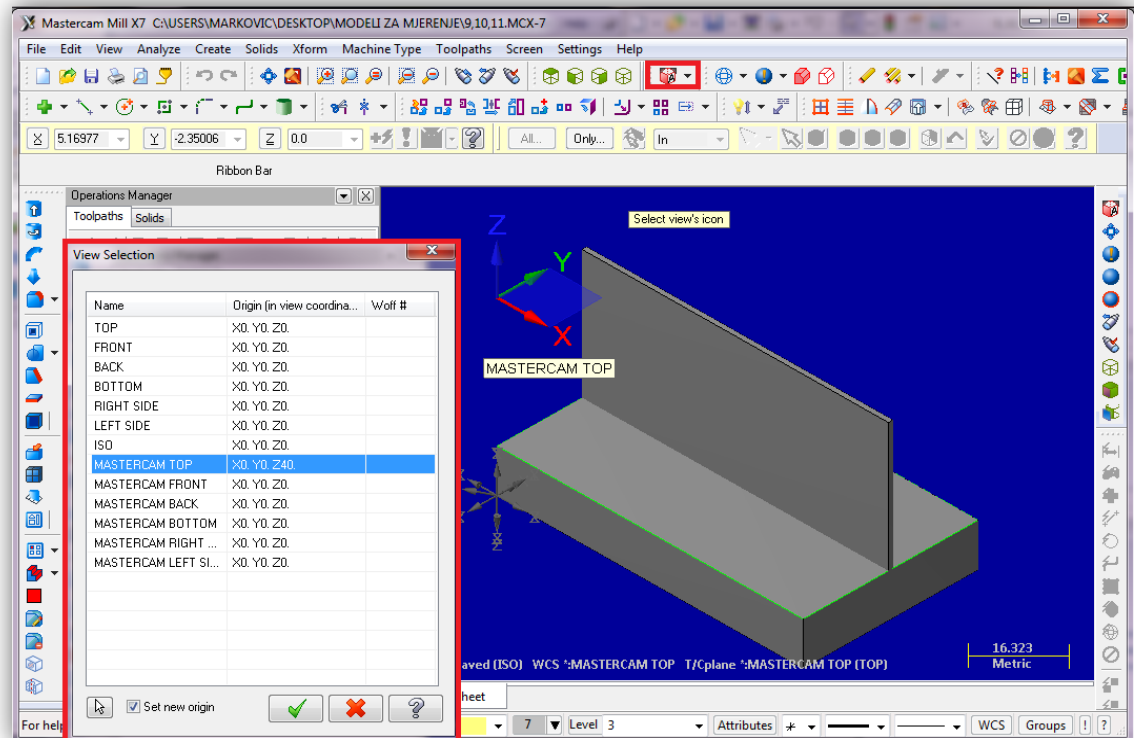 Mastercam Mill X7 C:\USERS\MARKOVIC\DESKTOP\MODELI ZA MJERENJE\9,10,11.MCX-7
File Edit View Analyze Create Solids Xform Machine Type Toolpaths Screen Settings Help
X 5.16977 Y -2.35006 Z 0.0 All... Only... In
Ribbon Bar
Operations Manager
Toolpaths Solids
Select view's icon
View Selection
Name Origin (in view coordina... Woff #
TOP X0. Y0. Z0.
FRONT X0. Y0. Z0.
BACK X0. Y0. Z0.
BOTTOM X0. Y0. Z0.
RIGHT SIDE X0. Y0. Z0.
LEFT SIDE X0. Y0. Z0.
ISO X0. Y0. Z0.
MASTERCAM TOP X0. Y0. Z40.
MASTERCAM FRONT X0. Y0. Z0.
MASTERCAM BACK X0. Y0. Z0.
MASTERCAM BOTTOM X0. Y0. Z0.
MASTERCAM RIGHT ... X0. Y0. Z0.
MASTERCAM LEFT SI... X0. Y0. Z0.
Set new origin
Z
Y
X
MASTERCAM TOP
16.323
Metric
aved (ISO) WCS *:MASTERCAM TOP T/Cplane *:MASTERCAM TOP (TOP)
heet
For help
7 Level 3 Attributes WCS Groups ! ?